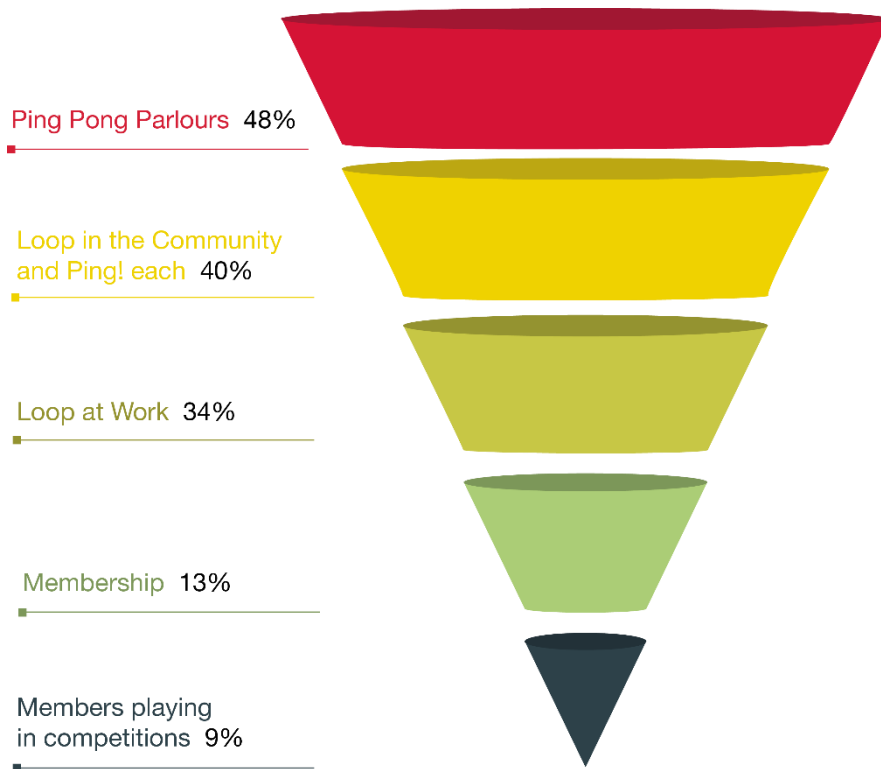 Ping Pong Parlours 48%
Loop in the Community
and Ping! each 40%
Loop at Work 34%
Membership 13%
Members playing
in competitions 9%